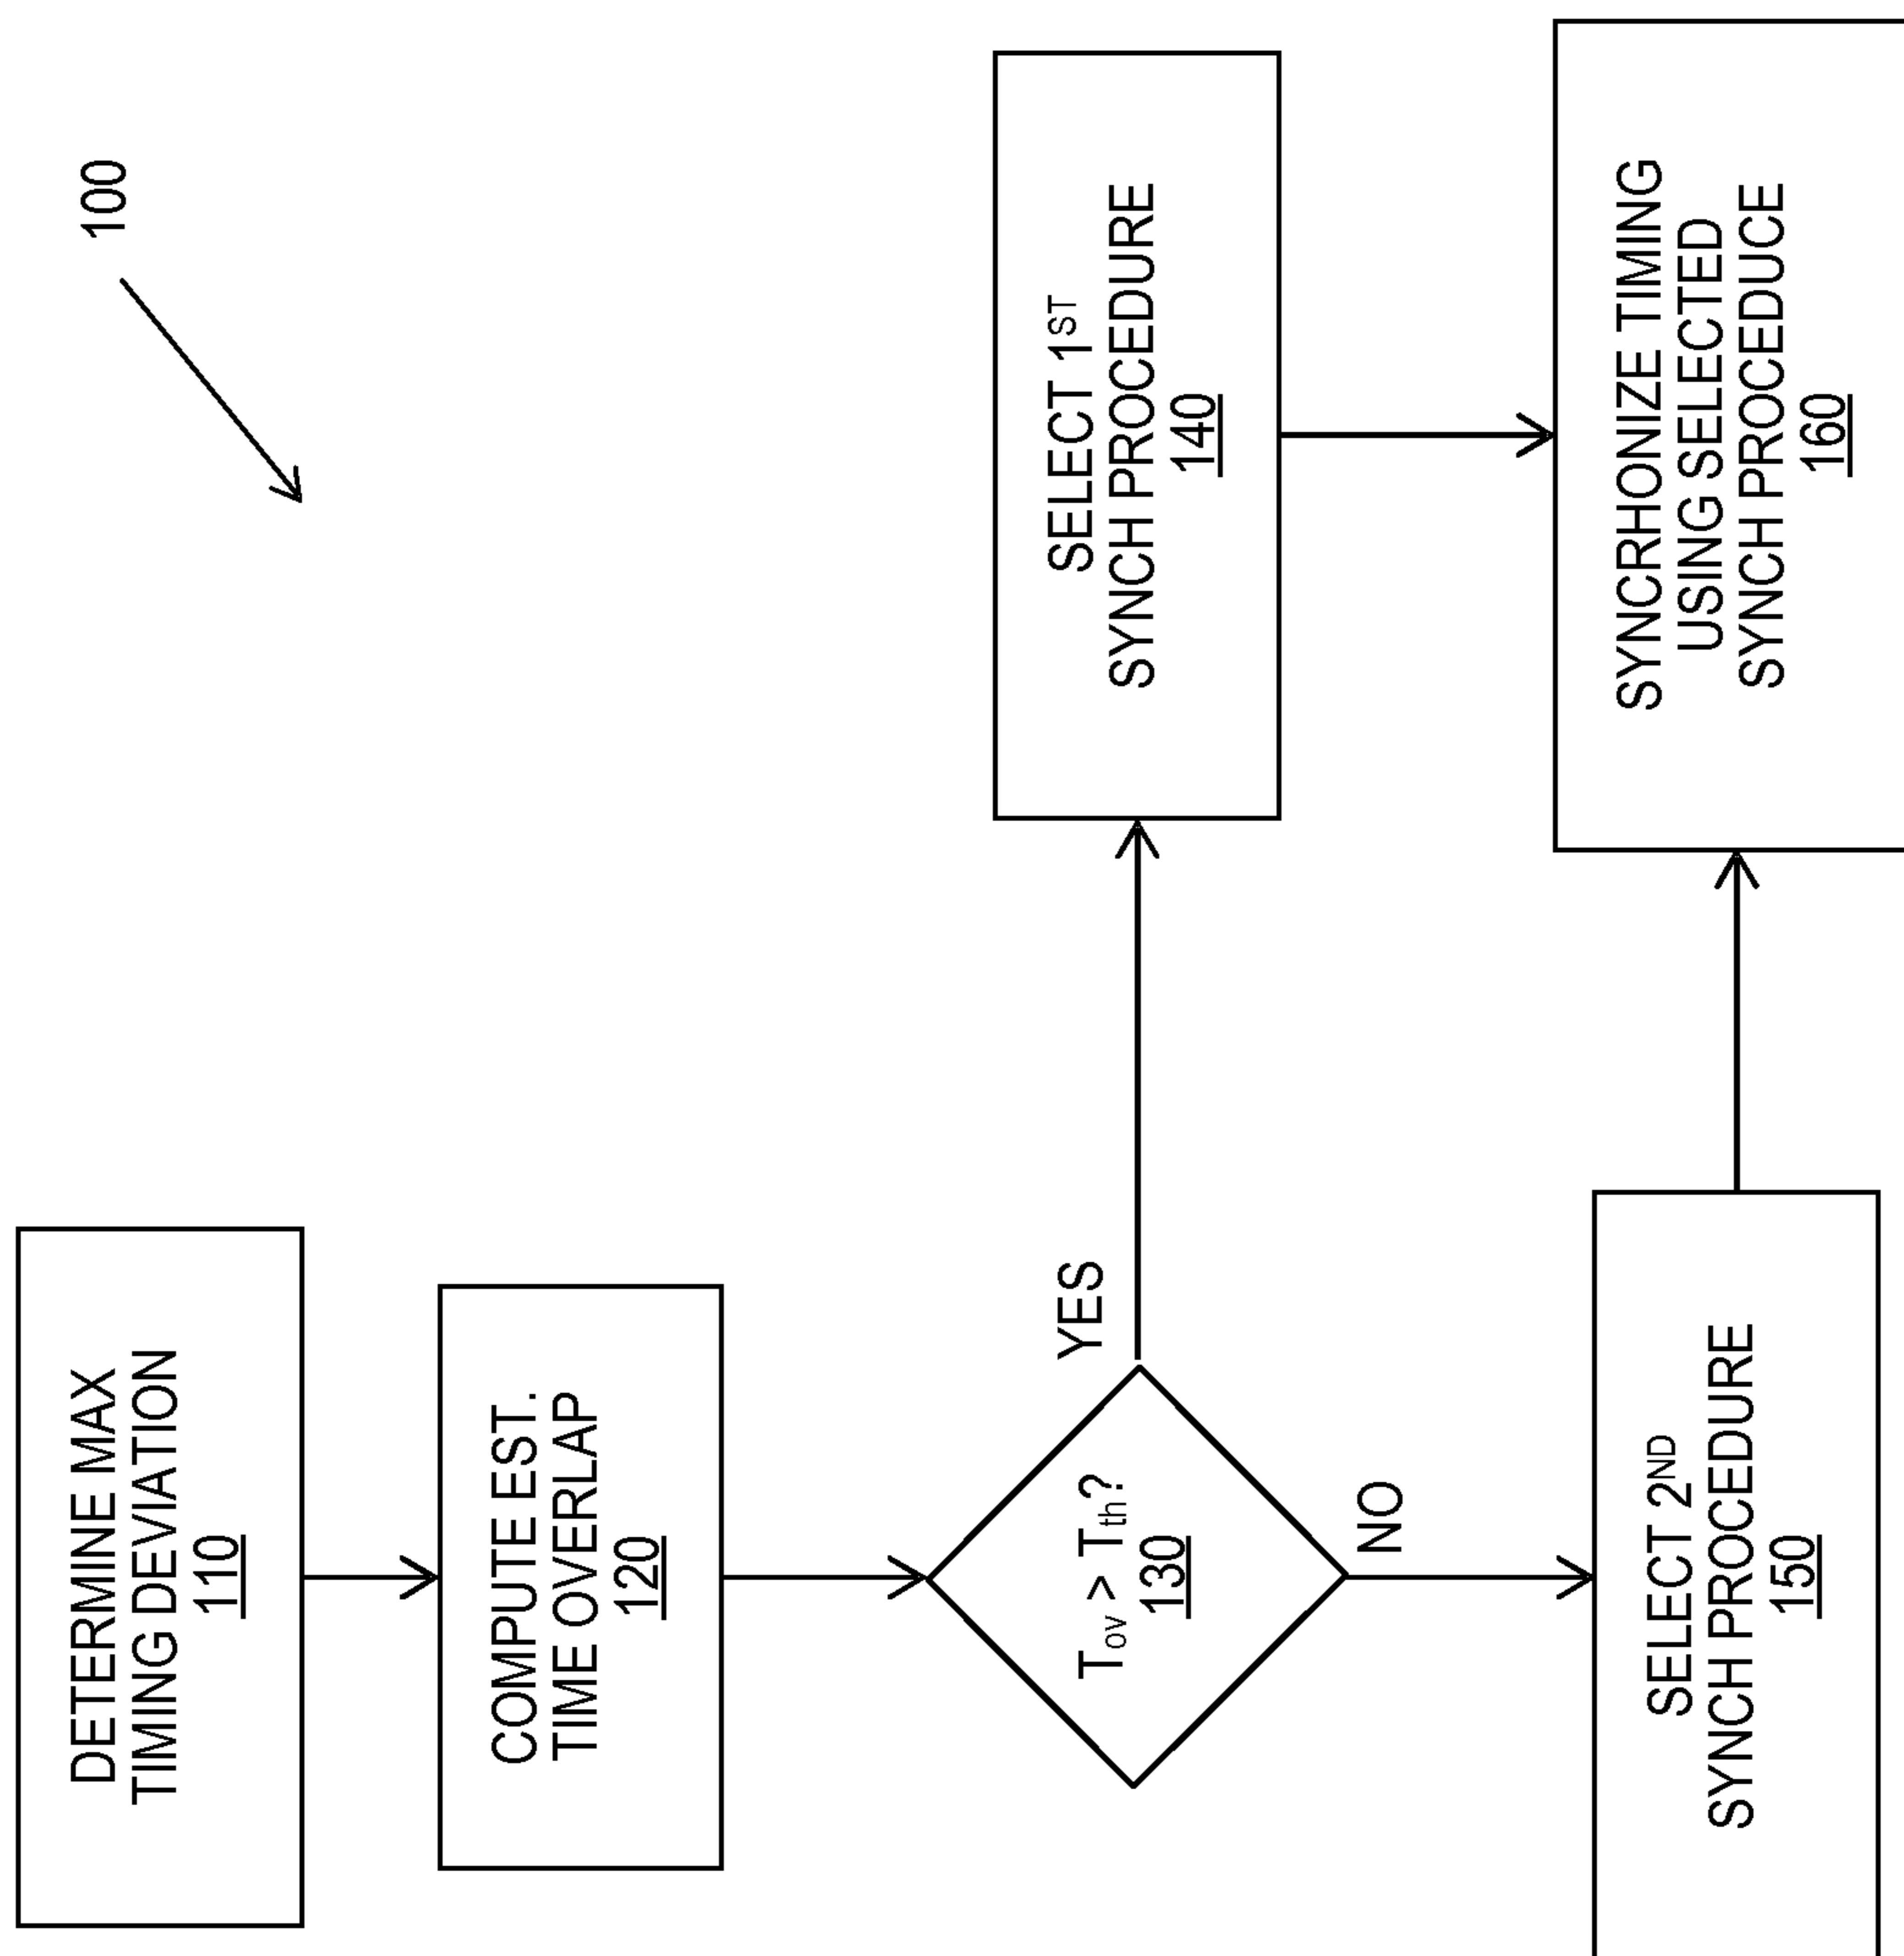 100
DETERMINE MAX
TIMING DEVIATION
110
COMPUTE EST.
TIME OVERLAP
120
Tov > Tth?
130
YES
NO
SELECT 1ST
SYNCH PROCEDURE
140
SELECT 2ND
SYNCH PROCEDURE
150
SYNCRHONIZE TIMING
USING SELECTED
SYNCH PROCEDUCE
160